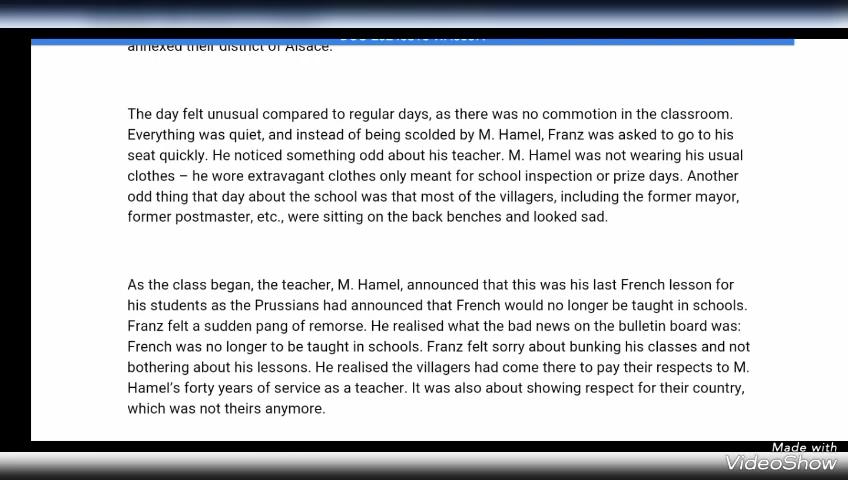 annexed their district of Alsace.
The day felt unusual compared to regular days, as there was no commotion in the classroom.
Everything was quiet, and instead of being scolded by M. Hamel, Franz was asked to go to his
seat quickly. He noticed something odd about his teacher. M. Hamel was not wearing his usual
clothes – he wore extravagant clothes only meant for school inspection or prize days. Another
odd thing that day about the school was that most of the villagers, including the former mayor,
former postmaster, etc., were sitting on the back benches and looked sad.
As the class began, the teacher, M. Hamel, announced that this was his last French lesson for
his students as the Prussians had announced that French would no longer be taught in schools.
Franz felt a sudden pang of remorse. He realised what the bad news on the bulletin board was:
French was no longer to be taught in schools. Franz felt sorry about bunking his classes and not
bothering about his lessons. He realised the villagers had come there to pay their respects to M.
Hamel's forty years of service as a teacher. It was also about showing respect for their country,
which was not theirs anymore.
Made with
VideoShow